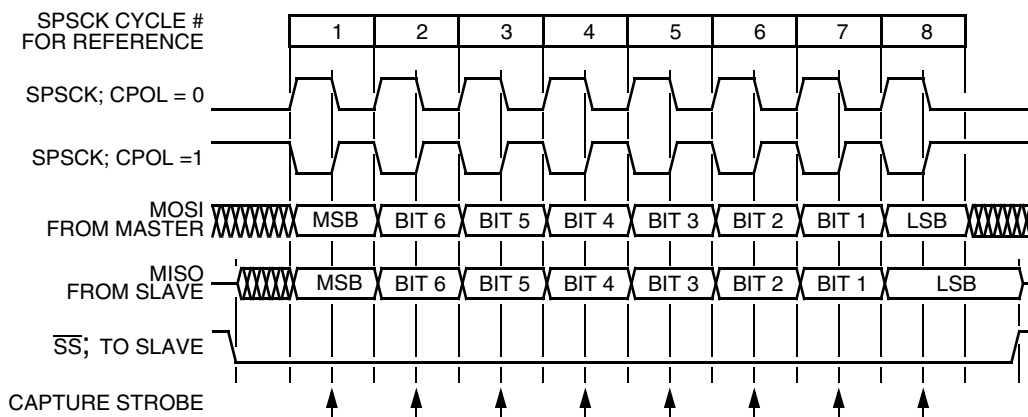 SPSCK CYCLE #
FOR REFERENCE
1 2 3 4 5 6 7 8
SPSCK; CPOL = 0
SPSCK; CPOL =1
MOSI
FROM MASTER
MSB BIT 6 BIT 5 BIT 4 BIT 3 BIT 2 BIT 1 LSB
MISO
FROM SLAVE
MSB BIT 6 BIT 5 BIT 4 BIT 3 BIT 2 BIT 1 LSB
S̅S̅; TO SLAVE
CAPTURE STROBE